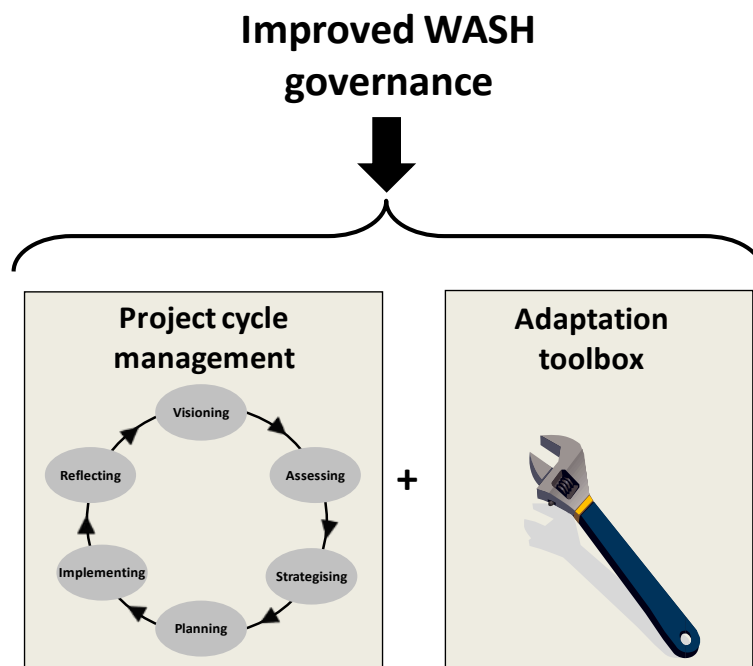 Improved WASH
governance
Project cycle
management
Visioning
Assessing
Strategising
Planning
Implementing
Reflecting
+
Adaptation
toolbox